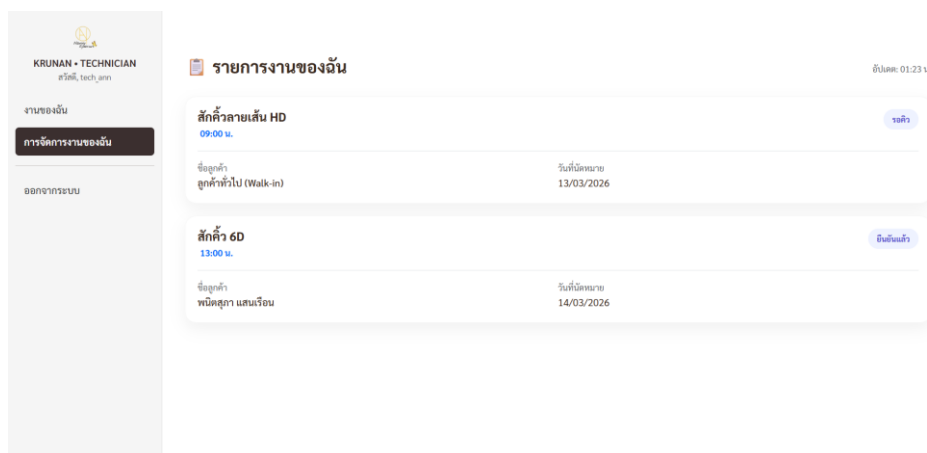 KRUNAN • TECHNICIAN
สวัสดี, tech_ann
งานของฉัน
การจัดการงานของฉัน
ออกจากระบบ
📋 รายการงานของฉัน
อัปเดต: 01:23 น
สักคิ้วลายเส้น HD
09:00 น.
รอคิว
ชื่อลูกค้า
ลูกค้าทั่วไป (Walk-in)
วันที่นัดหมาย
13/03/2026
สักคิ้ว 6D
13:00 น.
ยืนยันแล้ว
ชื่อลูกค้า
พนิตสุภา แสนเรือน
วันที่นัดหมาย
14/03/2026